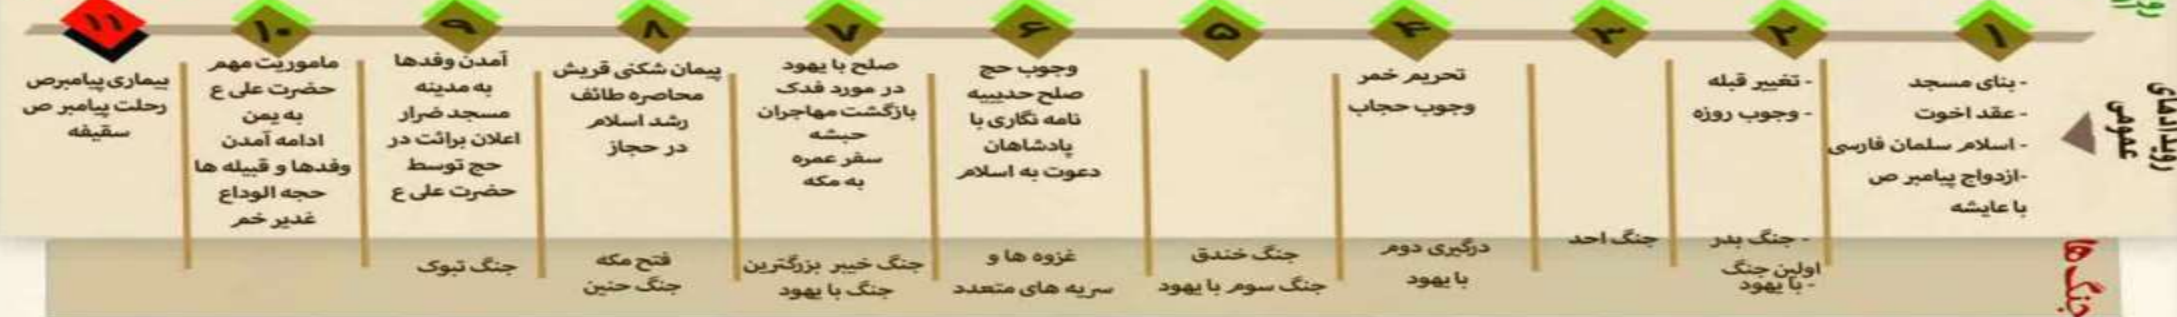 ۱
۲
۳
۴
۵
۶
۷
۸
۹
۱۰
۱۱
رویدادهای
عمومی
- بنای مسجد
- عقد اخوت
- اسلام سلمان فارسی
-ازدواج پیامبر ص
با عایشه
- تغییر قبله
- وجوب روزه
تحریم خمر
وجوب حجاب
وجوب حج
صلح حدیبیه
نامه نگاری با
پادشاهان
دعوت به اسلام
صلح با یهود
در مورد فدک
بازگشت مهاجران
حبشه
سفر عمره
به مکه
پیمان شکنی قریش
محاصره طائف
رشد اسلام
در حجاز
آمدن وفدها
به مدینه
مسجد ضرار
اعلان برائت در
حج توسط
حضرت علی ع
ماموریت مهم
حضرت علی ع
به یمن
ادامه آمدن
وفدها و قبیله ها
حجه الوداع
غدیر خم
بیماری پیامبرص
رحلت پیامبر ص
سقیفه
جنگ ها
- جنگ بدر
اولین جنگ
- با یهود
جنگ احد
درگیری دوم
با یهود
جنگ خندق
جنگ سوم با یهود
غزوه ها و
سریه های متعدد
جنگ خیبر بزرگترین
جنگ با یهود
فتح مکه
جنگ حنین
جنگ تبوک